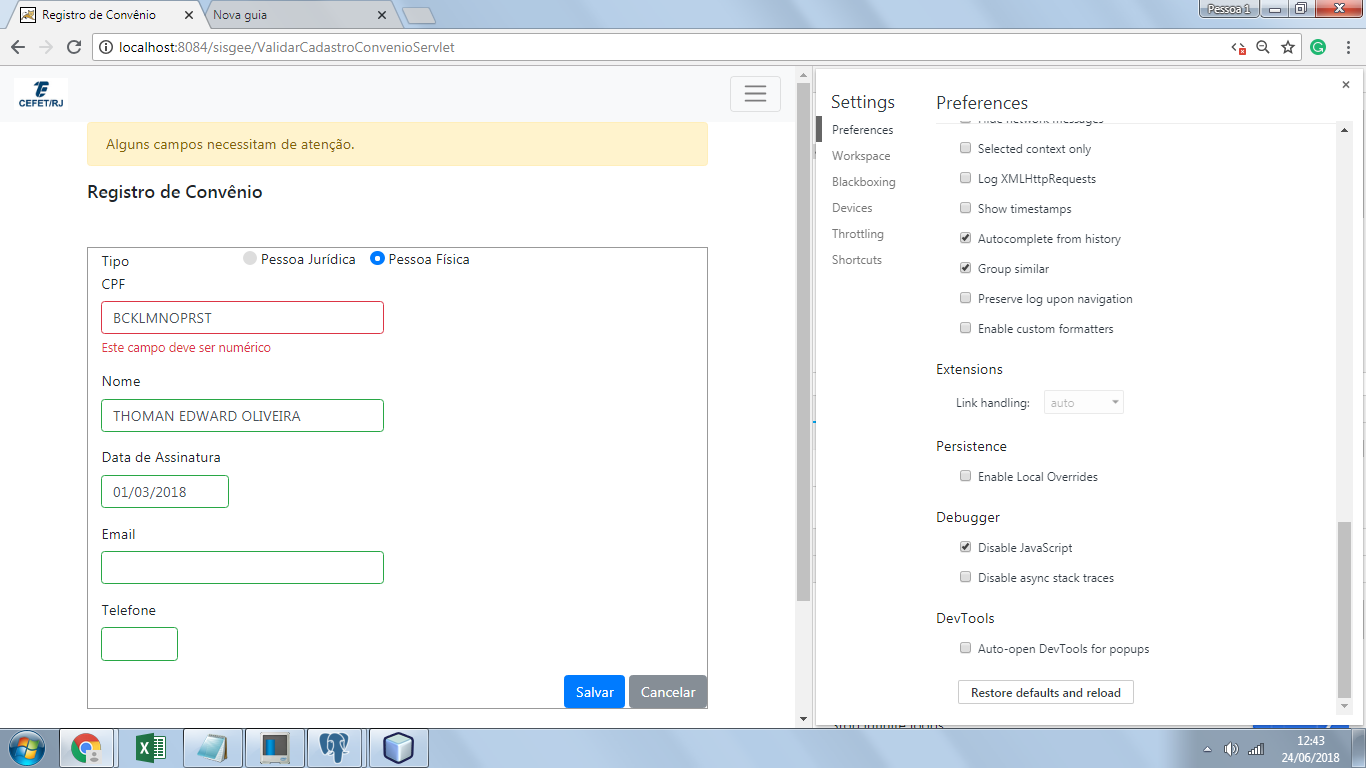 Registro de Convênio
Nova guia
Pessoa 1
localhost:8084/sisgee/ValidarCadastroConvenioServlet
CEFET/RJ
Alguns campos necessitam de atenção.
Registro de Convênio
Tipo
Pessoa Jurídica
Pessoa Física
CPF
BCKLMNOPRST
Este campo deve ser numérico
Nome
THOMAN EDWARD OLIVEIRA
Data de Assinatura
01/03/2018
Email
Telefone
Salvar
Cancelar
Settings
Preferences
Workspace
Blackboxing
Devices
Throttling
Shortcuts
Preferences
Hide network messages
Selected context only
Log XMLHttpRequests
Show timestamps
Autocomplete from history
Group similar
Preserve log upon navigation
Enable custom formatters
Extensions
Link handling:
auto
Persistence
Enable Local Overrides
Debugger
Disable JavaScript
Disable async stack traces
DevTools
Auto-open DevTools for popups
Restore defaults and reload
12:43
24/06/2018